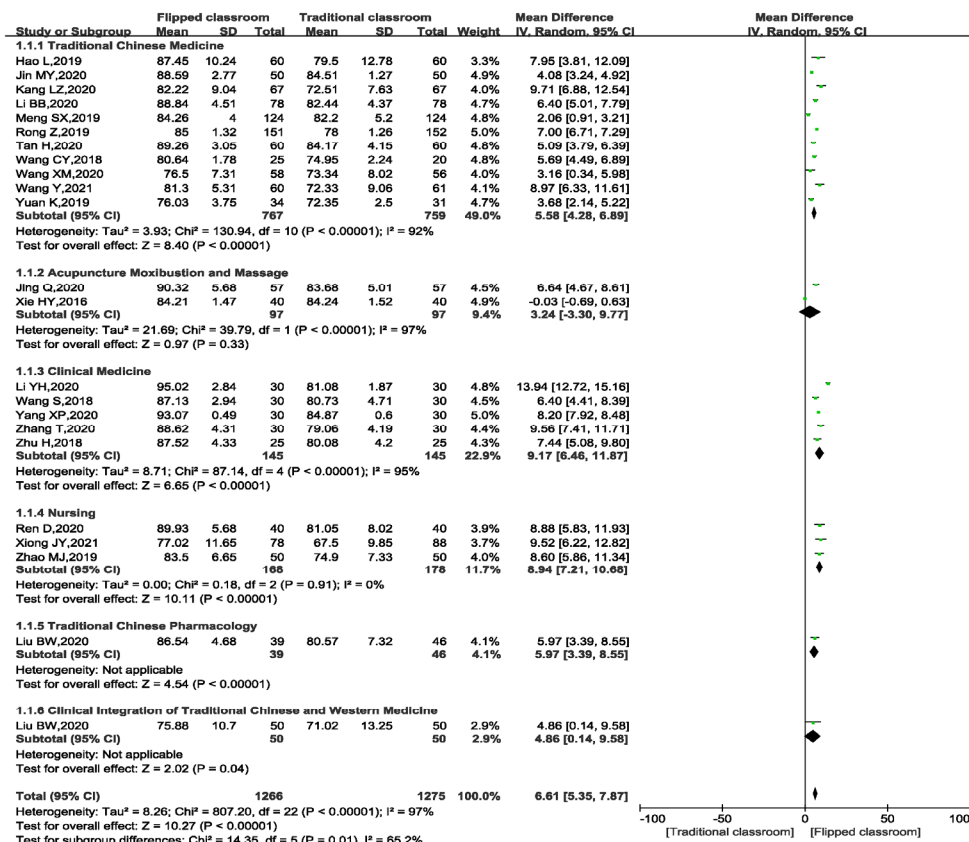 Flipped classroom Traditional classroom Mean Difference Mean Difference
Study or Subgroup Mean SD Total Mean SD Total Weight IV, Random, 95% CI IV, Random, 95% CI
1.1.1 Traditional Chinese Medicine
Hao L,2019 87.45 10.24 60 79.5 12.78 60 3.3% 7.95 [3.81, 12.09]
Jin MY,2020 88.59 2.77 50 84.51 1.27 50 4.9% 4.08 [3.24, 4.92]
Kang LZ,2020 82.22 9.04 67 72.51 7.63 67 4.0% 9.71 [6.88, 12.54]
Li BB,2020 88.84 4.51 78 82.44 4.37 78 4.7% 6.40 [5.01, 7.79]
Meng SX,2019 84.26 4 124 82.2 5.2 124 4.8% 2.06 [0.91, 3.21]
Rong Z,2019 85 1.32 151 78 1.26 152 5.0% 7.00 [6.71, 7.29]
Tan H,2020 89.26 3.05 60 84.17 4.15 60 4.8% 5.09 [3.79, 6.39]
Wang CY,2018 80.64 1.78 25 74.95 2.24 20 4.8% 5.69 [4.49, 6.89]
Wang XM,2020 76.5 7.31 58 73.34 8.02 56 4.0% 3.16 [0.34, 5.98]
Wang Y,2021 81.3 5.31 60 72.33 9.06 61 4.1% 8.97 [6.33, 11.61]
Yuan K,2019 76.03 3.75 34 72.35 2.5 31 4.7% 3.68 [2.14, 5.22]
Subtotal (95% CI) 767 759 49.0% 5.58 [4.28, 6.89]
Heterogeneity: Tau² = 3.93; Chi² = 130.94, df = 10 (P < 0.00001); I² = 92%
Test for overall effect: Z = 8.40 (P < 0.00001)
1.1.2 Acupuncture Moxibustion and Massage
Jing Q,2020 90.32 5.68 57 83.68 5.01 57 4.5% 6.64 [4.67, 8.61]
Xie HY,2016 84.21 1.47 40 84.24 1.52 40 4.9% -0.03 [-0.69, 0.63]
Subtotal (95% CI) 97 97 9.4% 3.24 [-3.30, 9.77]
Heterogeneity: Tau² = 21.69; Chi² = 39.79, df = 1 (P < 0.00001); I² = 97%
Test for overall effect: Z = 0.97 (P = 0.33)
1.1.3 Clinical Medicine
Li YH,2020 95.02 2.84 30 81.08 1.87 30 4.8% 13.94 [12.72, 15.16]
Wang S,2018 87.13 2.94 30 80.73 4.71 30 4.5% 6.40 [4.41, 8.39]
Yang XP,2020 93.07 0.49 30 84.87 0.6 30 5.0% 8.20 [7.92, 8.48]
Zhang T,2020 88.62 4.31 30 79.06 4.19 30 4.4% 9.56 [7.41, 11.71]
Zhu H,2018 87.52 4.33 25 80.08 4.2 25 4.3% 7.44 [5.08, 9.80]
Subtotal (95% CI) 145 145 22.9% 9.17 [6.46, 11.87]
Heterogeneity: Tau² = 8.71; Chi² = 87.14, df = 4 (P < 0.00001); I² = 95%
Test for overall effect: Z = 6.65 (P < 0.00001)
1.1.4 Nursing
Ren D,2020 89.93 5.68 40 81.05 8.02 40 3.9% 8.88 [5.83, 11.93]
Xiong JY,2021 77.02 11.65 78 67.5 9.85 88 3.7% 9.52 [6.22, 12.82]
Zhao MJ,2019 83.5 6.65 50 74.9 7.33 50 4.0% 8.60 [5.86, 11.34]
Subtotal (95% CI) 168 178 11.7% 8.94 [7.21, 10.68]
Heterogeneity: Tau² = 0.00; Chi² = 0.18, df = 2 (P = 0.91); I² = 0%
Test for overall effect: Z = 10.11 (P < 0.00001)
1.1.5 Traditional Chinese Pharmacology
Liu BW,2020 86.54 4.68 39 80.57 7.32 46 4.1% 5.97 [3.39, 8.55]
Subtotal (95% CI) 39 46 4.1% 5.97 [3.39, 8.55]
Heterogeneity: Not applicable
Test for overall effect: Z = 4.54 (P < 0.00001)
1.1.6 Clinical Integration of Traditional Chinese and Western Medicine
Liu BW,2020 75.88 10.7 50 71.02 13.25 50 2.9% 4.86 [0.14, 9.58]
Subtotal (95% CI) 50 50 2.9% 4.86 [0.14, 9.58]
Heterogeneity: Not applicable
Test for overall effect: Z = 2.02 (P = 0.04)
Total (95% CI) 1266 1275 100.0% 6.61 [5.35, 7.87]
Heterogeneity: Tau² = 8.26; Chi² = 807.20, df = 22 (P < 0.00001); I² = 97%
Test for overall effect: Z = 10.27 (P < 0.00001)
Test for subgroup differences: Chi² = 14.35, df = 5 (P = 0.01), I² = 65.2%
-100 -50 0 50 100
[Traditional classroom] [Flipped classroom]